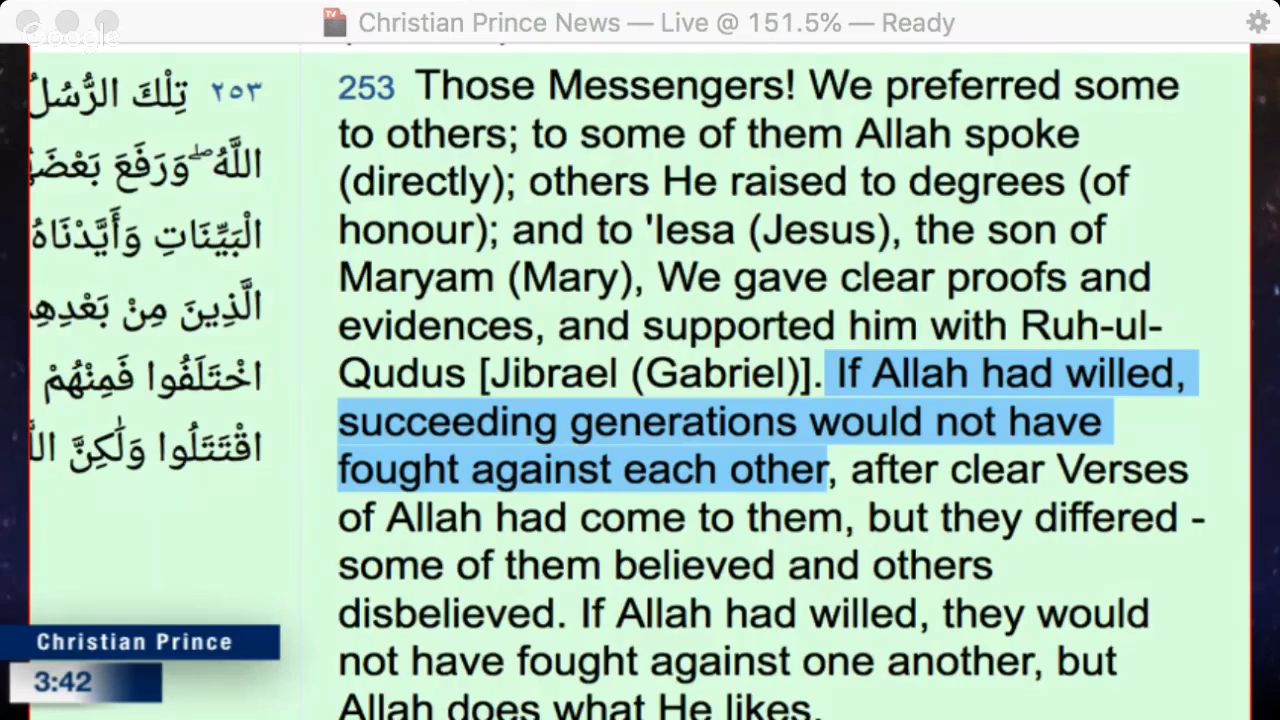 Christian Prince News — Live @ 151.5% — Ready
Google
٢٥٣ تِلْكَ الرُّسُلُ
اللَّهُ ۖ وَرَفَعَ بَعْضَهُ
الْبَيِّنَاتِ وَأَيَّدْنَاهُ
الَّذِينَ مِنْ بَعْدِهِ
اخْتَلَفُوا فَمِنْهُمْ
اقْتَتَلُوا وَلَٰكِنَّ
253 Those Messengers! We preferred some
to others; to some of them Allah spoke
(directly); others He raised to degrees (of
honour); and to 'Iesa (Jesus), the son of
Maryam (Mary), We gave clear proofs and
evidences, and supported him with Ruh-ul-
Qudus [Jibrael (Gabriel)]. If Allah had willed,
succeeding generations would not have
fought against each other, after clear Verses
of Allah had come to them, but they differed -
some of them believed and others
disbelieved. If Allah had willed, they would
not have fought against one another, but
Allah does what He likes.
Christian Prince
3:42